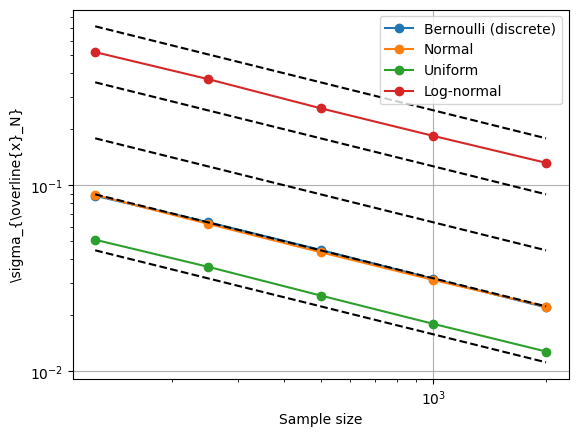 Bernoulli (discrete)
Normal
Uniform
Log-normal
\sigma_{\overline{x}_N}
10^{-1}
10^{-2}
10^3
Sample size